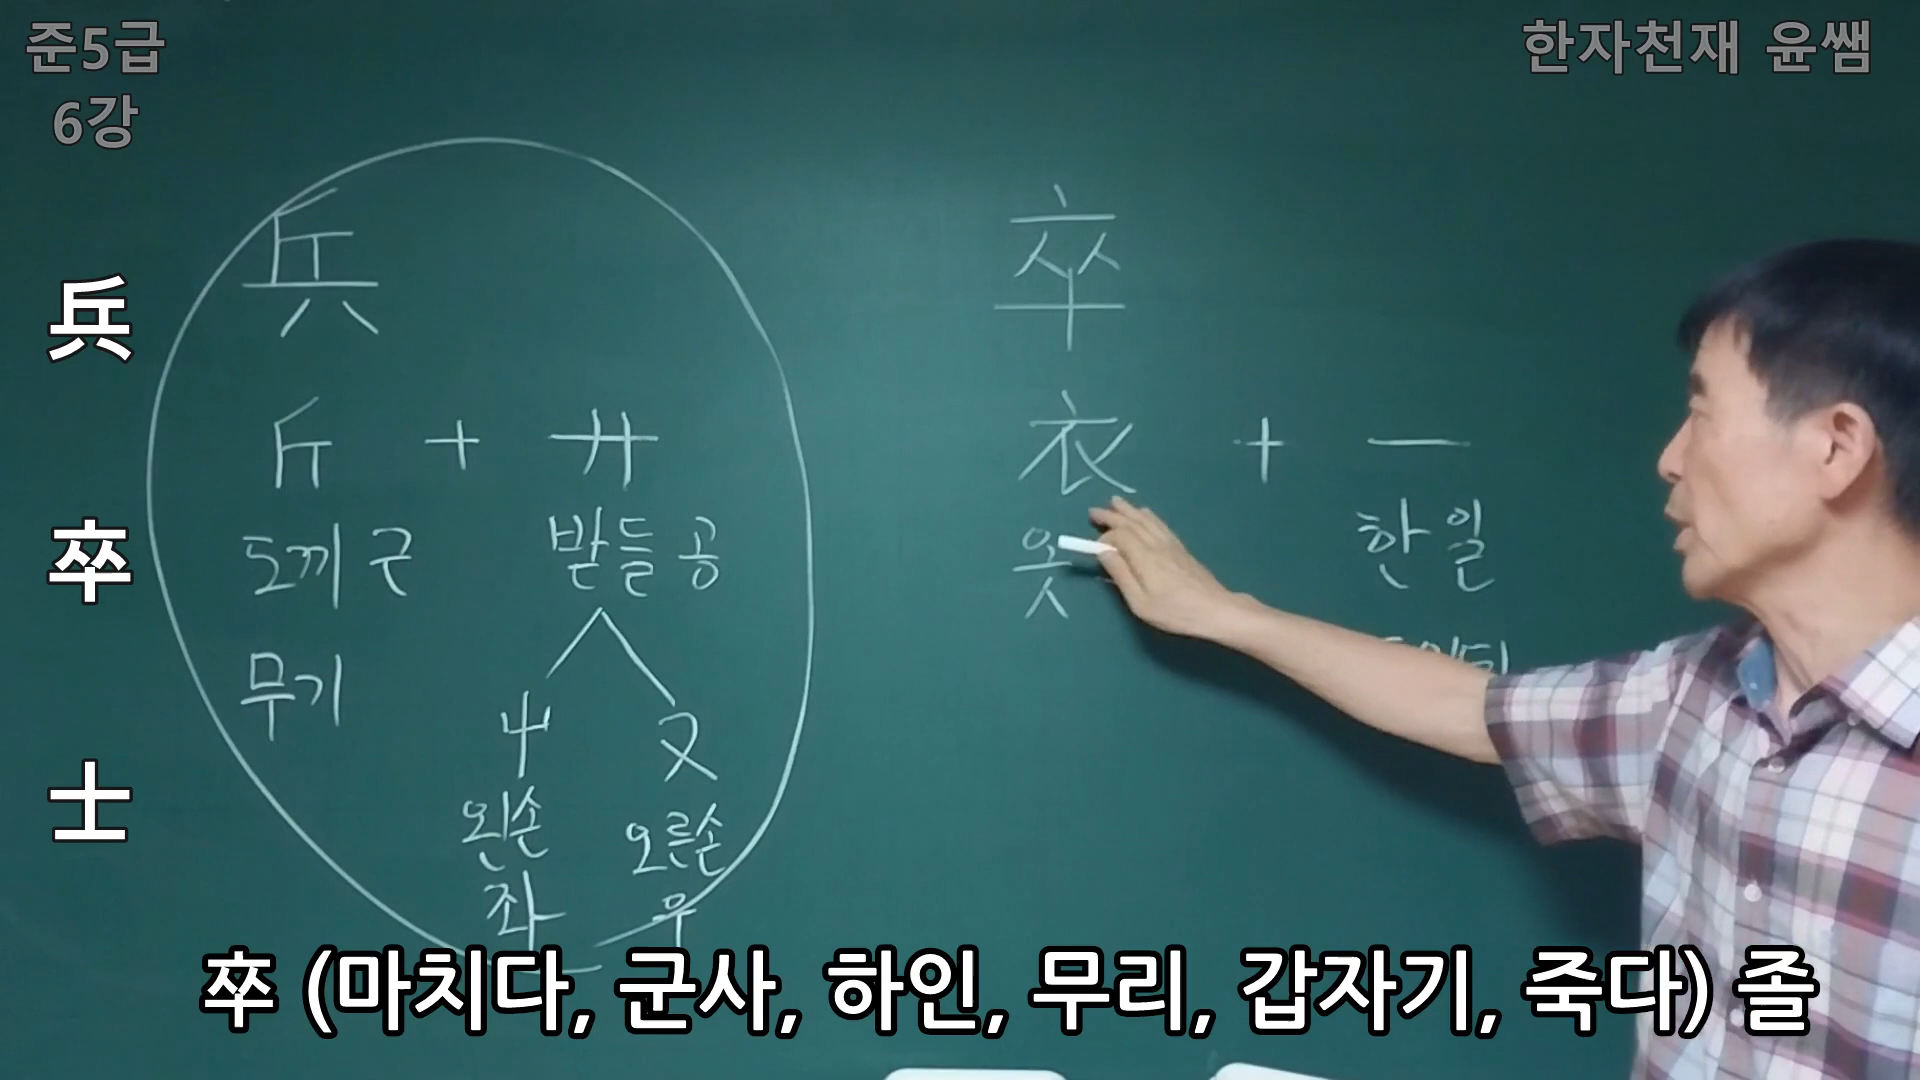 준5급
6강
한자천재 윤쌤
兵
卒
士
兵
斤 + 廾
도끼 근
받들 공
무기
屮 又
왼손 오른손
좌 우
卒
衣 + 一
옷
한 일
卒 (마치다, 군사, 하인, 무리, 갑자기, 죽다) 졸